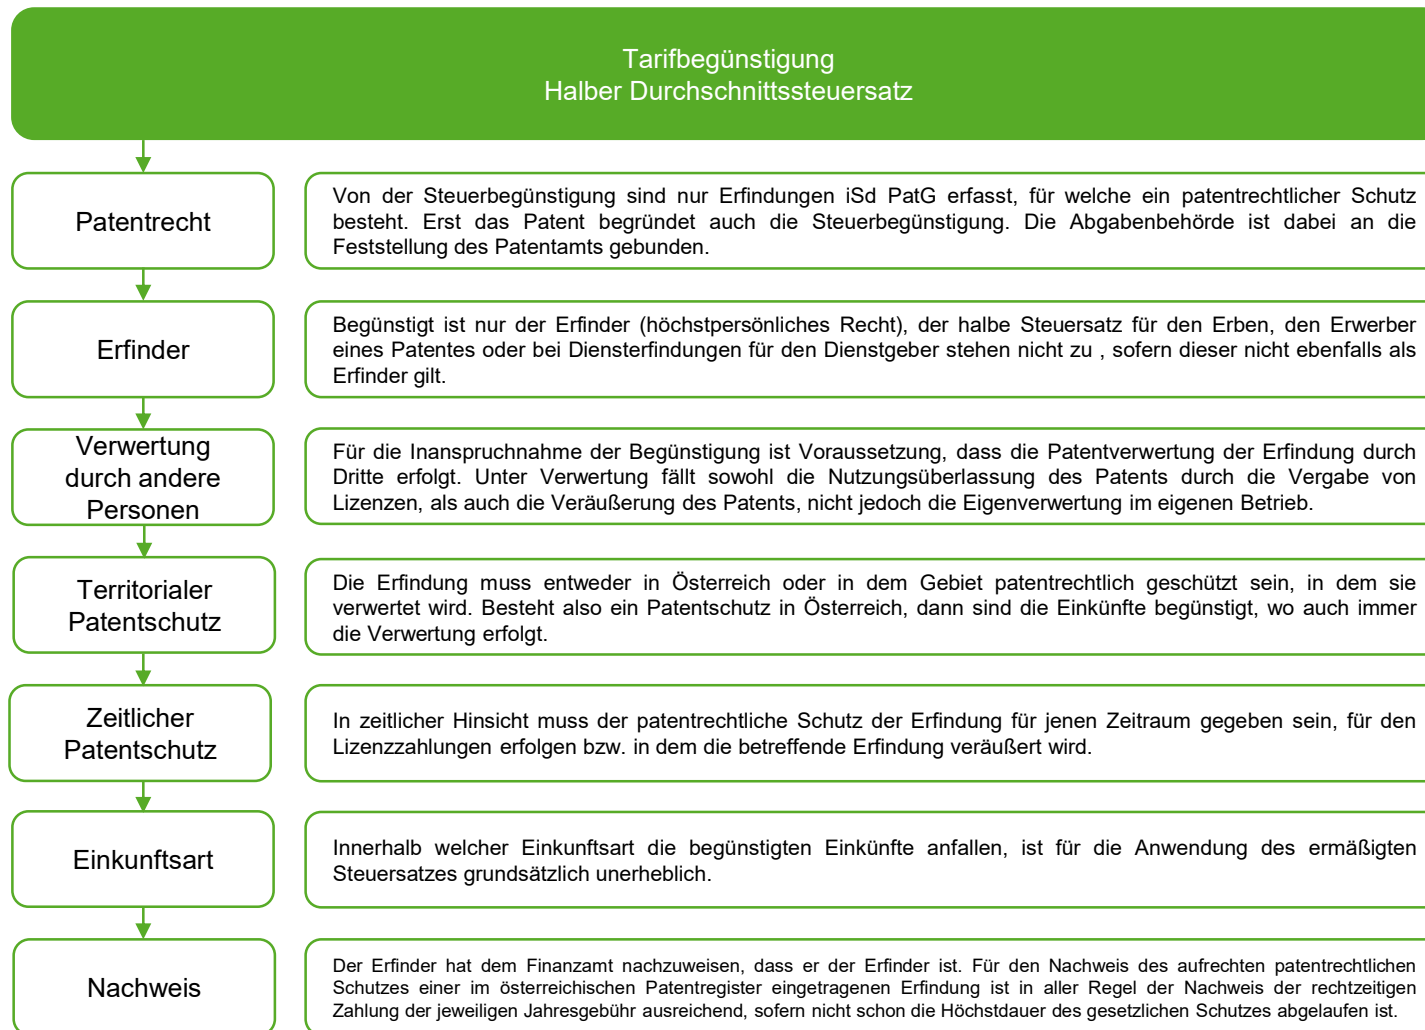 Tarifbegünstigung
Halber Durchschnittssteuersatz
Patentrecht
Von der Steuerbegünstigung sind nur Erfindungen iSd PatG erfasst, für welche ein patentrechtlicher Schutz
besteht. Erst das Patent begründet auch die Steuerbegünstigung. Die Abgabenbehörde ist dabei an die
Feststellung des Patentamts gebunden.
Erfinder
Begünstigt ist nur der Erfinder (höchstpersönliches Recht), der halbe Steuersatz für den Erben, den Erwerber
eines Patentes oder bei Diensterfindungen für den Dienstgeber stehen nicht zu , sofern dieser nicht ebenfalls als
Erfinder gilt.
Verwertung
durch andere
Personen
Für die Inanspruchnahme der Begünstigung ist Voraussetzung, dass die Patentverwertung der Erfindung durch
Dritte erfolgt. Unter Verwertung fällt sowohl die Nutzungsüberlassung des Patents durch die Vergabe von
Lizenzen, als auch die Veräußerung des Patents, nicht jedoch die Eigenverwertung im eigenen Betrieb.
Territorialer
Patentschutz
Die Erfindung muss entweder in Österreich oder in dem Gebiet patentrechtlich geschützt sein, in dem sie
verwertet wird. Besteht also ein Patentschutz in Österreich, dann sind die Einkünfte begünstigt, wo auch immer
die Verwertung erfolgt.
Zeitlicher
Patentschutz
In zeitlicher Hinsicht muss der patentrechtliche Schutz der Erfindung für jenen Zeitraum gegeben sein, für den
Lizenzzahlungen erfolgen bzw. in dem die betreffende Erfindung veräußert wird.
Einkunftsart
Innerhalb welcher Einkunftsart die begünstigten Einkünfte anfallen, ist für die Anwendung des ermäßigten
Steuersatzes grundsätzlich unerheblich.
Nachweis
Der Erfinder hat dem Finanzamt nachzuweisen, dass er der Erfinder ist. Für den Nachweis des aufrechten patentrechtlichen
Schutzes einer im österreichischen Patentregister eingetragenen Erfindung ist in aller Regel der Nachweis der rechtzeitigen
Zahlung der jeweiligen Jahresgebühr ausreichend, sofern nicht schon die Höchstdauer des gesetzlichen Schutzes abgelaufen ist.